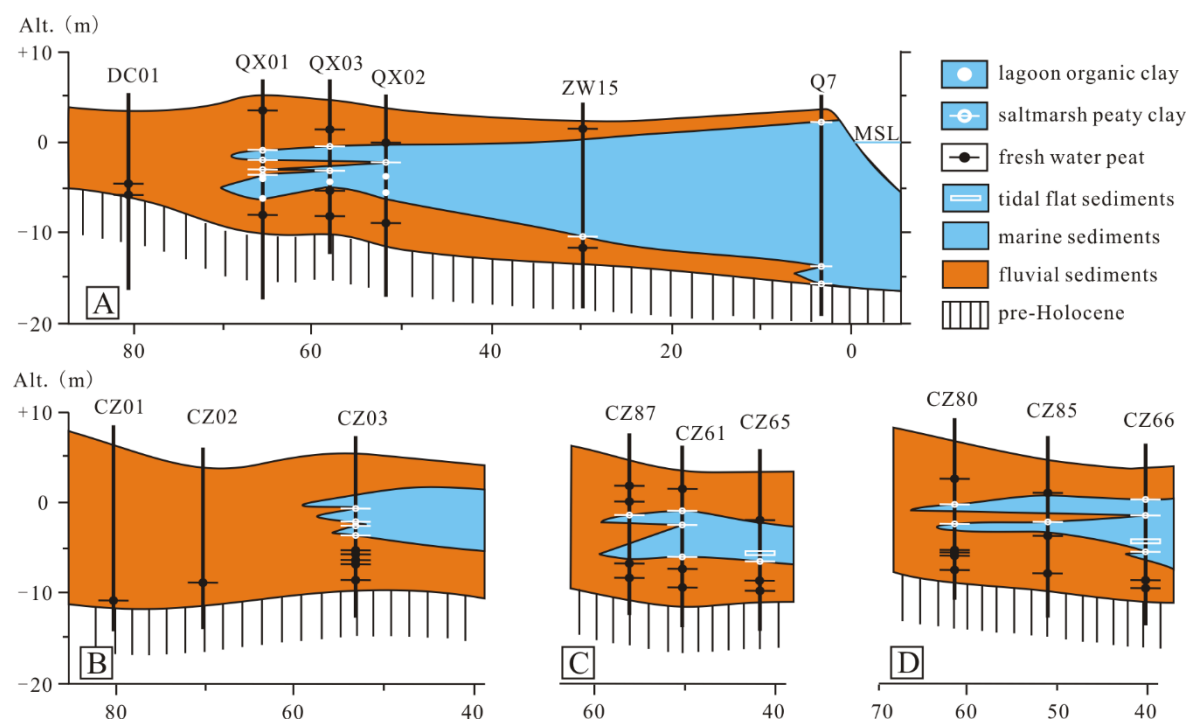 Alt. (m)
+10
0
−10
−20
DC01
QX01
QX03
QX02
ZW15
Q7
MSL
A
80
60
40
20
0
lagoon organic clay
saltmarsh peaty clay
fresh water peat
tidal flat sediments
marine sediments
fluvial sediments
pre-Holocene
Alt. (m)
+10
0
−10
−20
CZ01
CZ02
CZ03
B
80
60
40
CZ87
CZ61
CZ65
C
60
40
CZ80
CZ85
CZ66
D
70
60
50
40